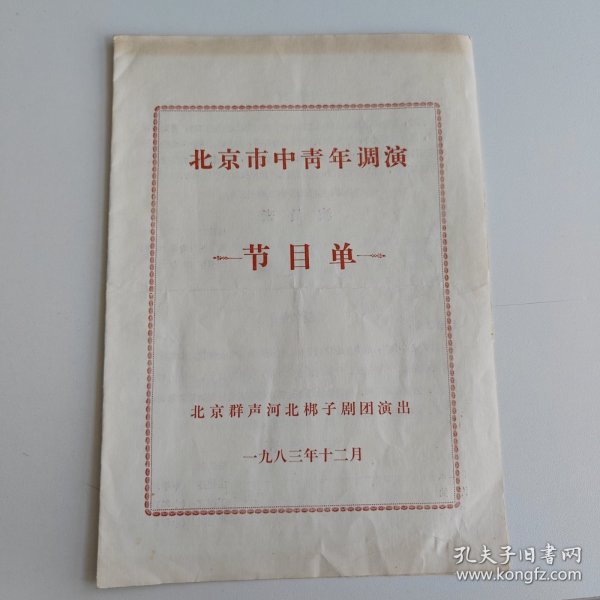 北京市中青年调演
节目单
北京群声河北梆子剧团演出
一九八三年十二月
孔夫子旧书网
www.kongfz.com